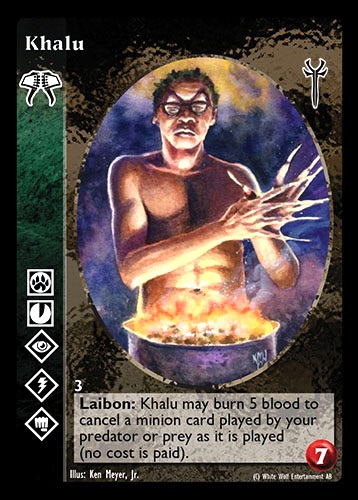 Khalu
3
Laibon: Khalu may burn 5 blood to
cancel a minion card played by your
predator or prey as it is played
(no cost is paid).
7
Illus: Ken Meyer, Jr.
(C) White Wolf Entertainment AB